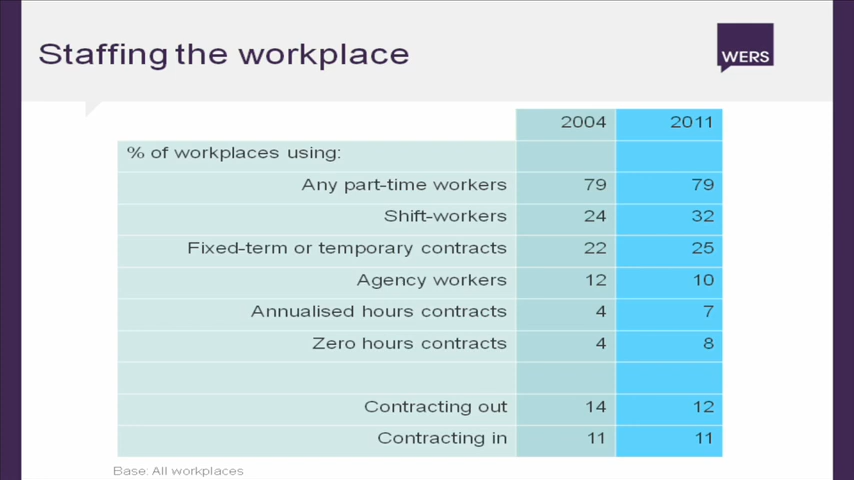 Staffing the workplace
WERS
2004 2011
% of workplaces using:
Any part-time workers 79 79
Shift-workers 24 32
Fixed-term or temporary contracts 22 25
Agency workers 12 10
Annualised hours contracts 4 7
Zero hours contracts 4 8
Contracting out 14 12
Contracting in 11 11
Base: All workplaces